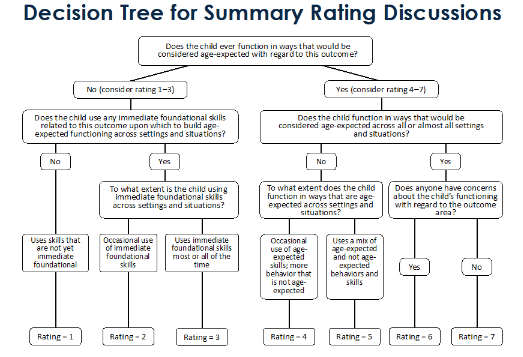 Decision Tree for Summary Rating Discussions
Does the child ever function in ways that would be
considered age-expected with regard to this outcome?
No (consider rating 1–3)
Yes (consider rating 4–7)
Does the child use any immediate foundational skills
related to this outcome upon which to build age-
expected functioning across settings and situations?
Does the child function in ways that would be
considered age-expected across all or almost all settings
and situations?
No
Yes
No
Yes
To what extent is the child using
immediate foundational skills
across settings and situations?
To what extent does the child
function in ways that are age-
expected across settings and
situations?
Does anyone have concerns
about the child's functioning
with regard to the outcome
area?
Uses skills that
are not yet
immediate
foundational
Occasional use
of immediate
foundational
skills
Uses immediate
foundational skills
most or all of the
time
Occasional
use of age-
expected
skills; more
behavior that
is not age-
expected
Uses a mix of
age-expected
and not age-
expected
behaviors and
skills
Yes
No
Rating = 1
Rating = 2
Rating = 3
Rating = 4
Rating = 5
Rating = 6
Rating = 7